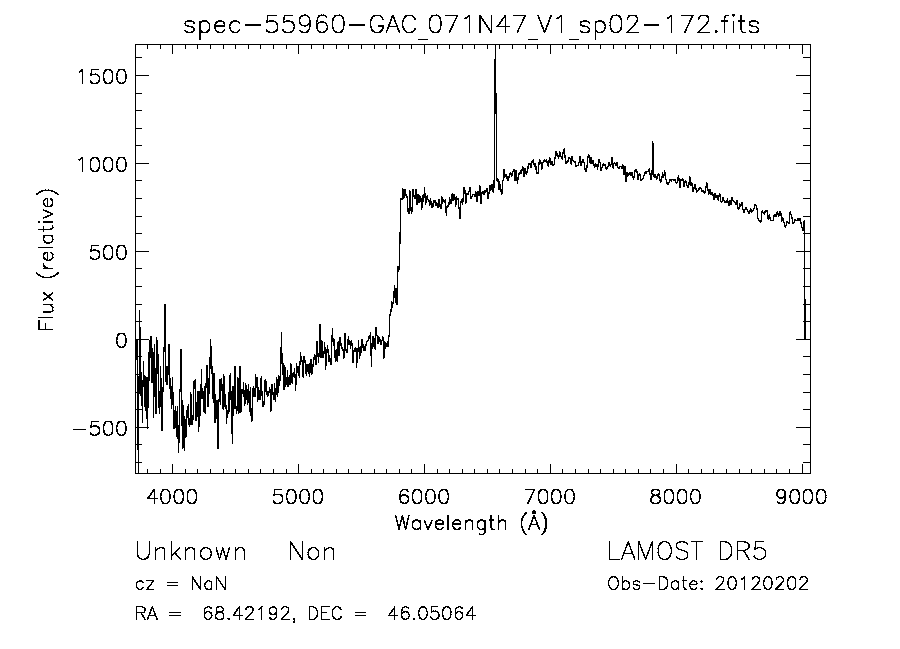 spec-55960-GAC_071N47_V1_sp02-172.fits
1500
1000
500
0
-500
Flux (relative)
4000 5000 6000 7000 8000 9000
Wavelength (Å)
Unknown Non LAMOST DR5
cz = NaN Obs-Date: 20120202
RA = 68.42192, DEC = 46.05064